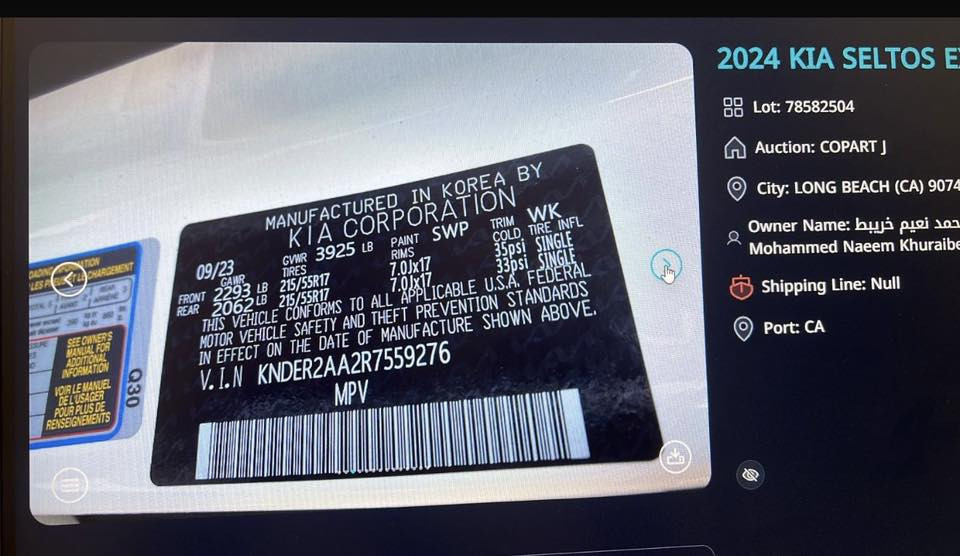 2024 KIA SELTOS E
Lot: 78582504
Auction: COPART J
City: LONG BEACH (CA) 9074
Owner Name: حمد نعيم خريبط
Mohammed Naeem Khuraibe
Shipping Line: Null
Port: CA
MANUFACTURED IN KOREA BY
KIA CORPORATION
09/23 GVWR 3925 LB PAINT SWP TRIM WK
GAWR TIRES RIMS COLD TIRE INFL
FRONT 2293 LB 215/55R17 7.0Jx17 35psi SINGLE
REAR 2062 LB 215/55R17 7.0Jx17 33psi SINGLE
THIS VEHICLE CONFORMS TO ALL APPLICABLE U.S.A. FEDERAL
MOTOR VEHICLE SAFETY AND THEFT PREVENTION STANDARDS
IN EFFECT ON THE DATE OF MANUFACTURE SHOWN ABOVE.
V.I.N KNDER2AA2R7559276
MPV
OADING INFORMATION
SEE OWNER'S
MANUAL FOR
ADDITIONAL
INFORMATION
VOIR LE MANUEL
DE L'USAGER
POUR PLUS DE
RENSEIGNEMENTS
Q30